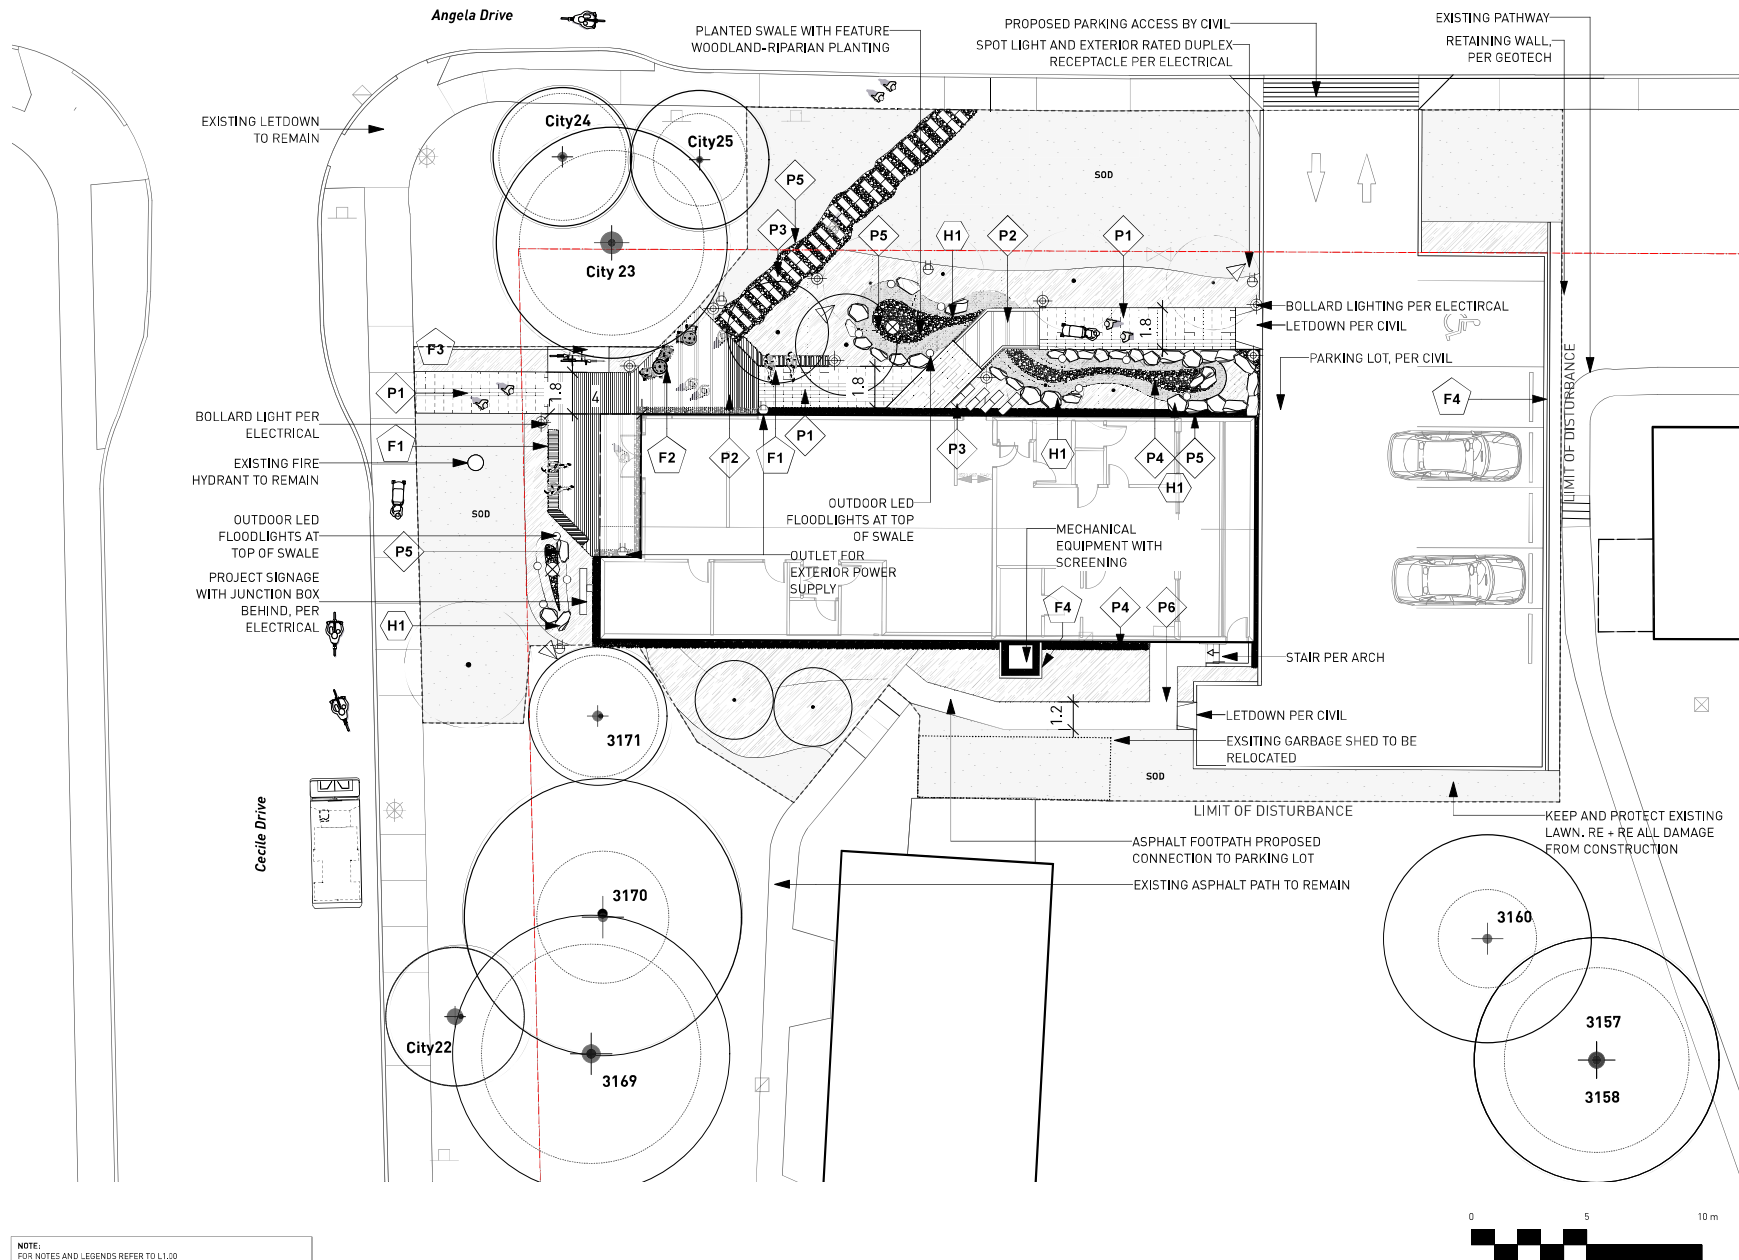 Angela Drive
PLANTED SWALE WITH FEATURE
WOODLAND-RIPARIAN PLANTING
PROPOSED PARKING ACCESS BY CIVIL
SPOT LIGHT AND EXTERIOR RATED DUPLEX
RECEPTACLE PER ELECTRICAL
EXISTING PATHWAY
RETAINING WALL,
PER GEOTECH
EXISTING LETDOWN
TO REMAIN
City24
City25
City 23
SOD
P5
P3
P5
H1
P2
P1
BOLLARD LIGHTING PER ELECTIRCAL
LETDOWN PER CIVIL
PARKING LOT, PER CIVIL
1.8
1.8
1.8
4
F3
P1
BOLLARD LIGHT PER
ELECTRICAL
F1
EXISTING FIRE
HYDRANT TO REMAIN
SOD
OUTDOOR LED
FLOODLIGHTS AT
TOP OF SWALE
P5
PROJECT SIGNAGE
WITH JUNCTION BOX
BEHIND, PER
ELECTRICAL
H1
F2
P2
F1
P1
P3
H1
P4
P5
H1
F4
LIMIT OF DISTURBANCE
OUTDOOR LED
FLOODLIGHTS AT TOP
OF SWALE
OUTLET FOR
EXTERIOR POWER
SUPPLY
MECHANICAL
EQUIPMENT WITH
SCREENING
F4
P4
P6
STAIR PER ARCH
LETDOWN PER CIVIL
EXSITING GARBAGE SHED TO BE
RELOCATED
1.2
SOD
LIMIT OF DISTURBANCE
KEEP AND PROTECT EXISTING
LAWN. RE + RE ALL DAMAGE
FROM CONSTRUCTION
ASPHALT FOOTPATH PROPOSED
CONNECTION TO PARKING LOT
EXISTING ASPHALT PATH TO REMAIN
Cecile Drive
3171
3170
3169
City22
3160
3157
3158
0 5 10 m
NOTE:
FOR NOTES AND LEGENDS REFER TO L1.00